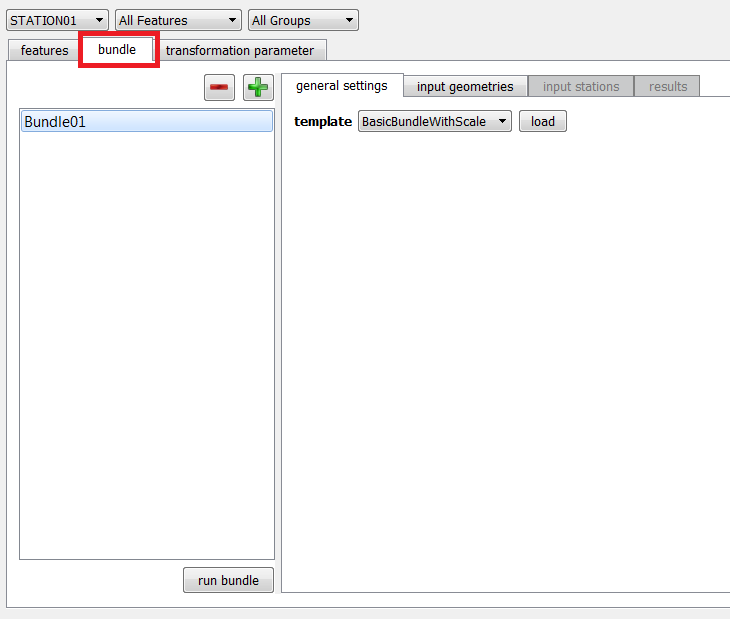 STATION01 All Features All Groups
features bundle transformation parameter
general settings input geometries input stations results
template BasicBundleWithScale load
Bundle01
run bundle